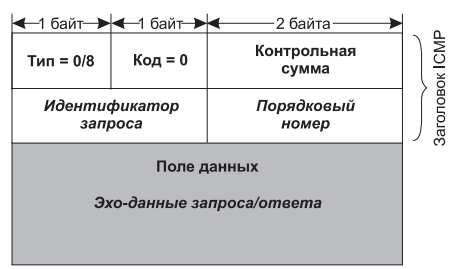 1 байт
1 байт
2 байта
Тип = 0/8
Код = 0
Контрольная
сумма
Идентификатор
запроса
Порядковый
номер
Заголовок ICMP
Поле данных
Эхо-данные запроса/ответа